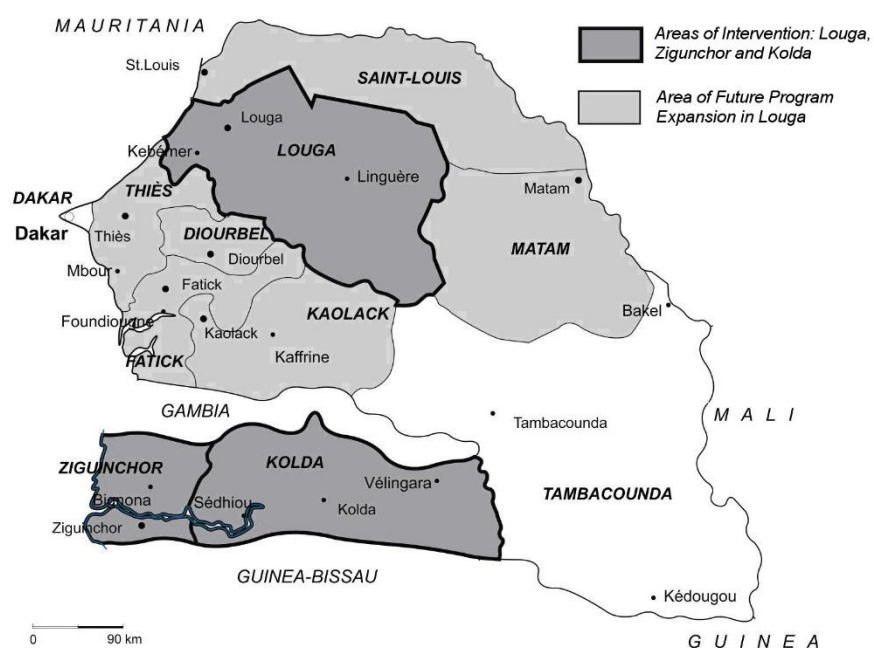 MAURITANIA
Areas of Intervention: Louga,
Zigunchor and Kolda
St.Louis
SAINT-LOUIS
Area of Future Program
Expansion in Louga
Louga
Kebémer
LOUGA
Linguère
Matam
THIÈS
DAKAR
Dakar
Thiès
DIOURBEL
Diourbel
MATAM
Mbour
Fatick
Foundiougne
Kaolack
KAOLACK
Bakel
FATICK
Kaffrine
GAMBIA
Tambacounda
MALI
ZIGUINCHOR
KOLDA
Vélingara
TAMBACOUNDA
Bignona
Sédhiou
Kolda
Ziguinchor
GUINEA-BISSAU
Kédougou
0 90 km
GUINEA